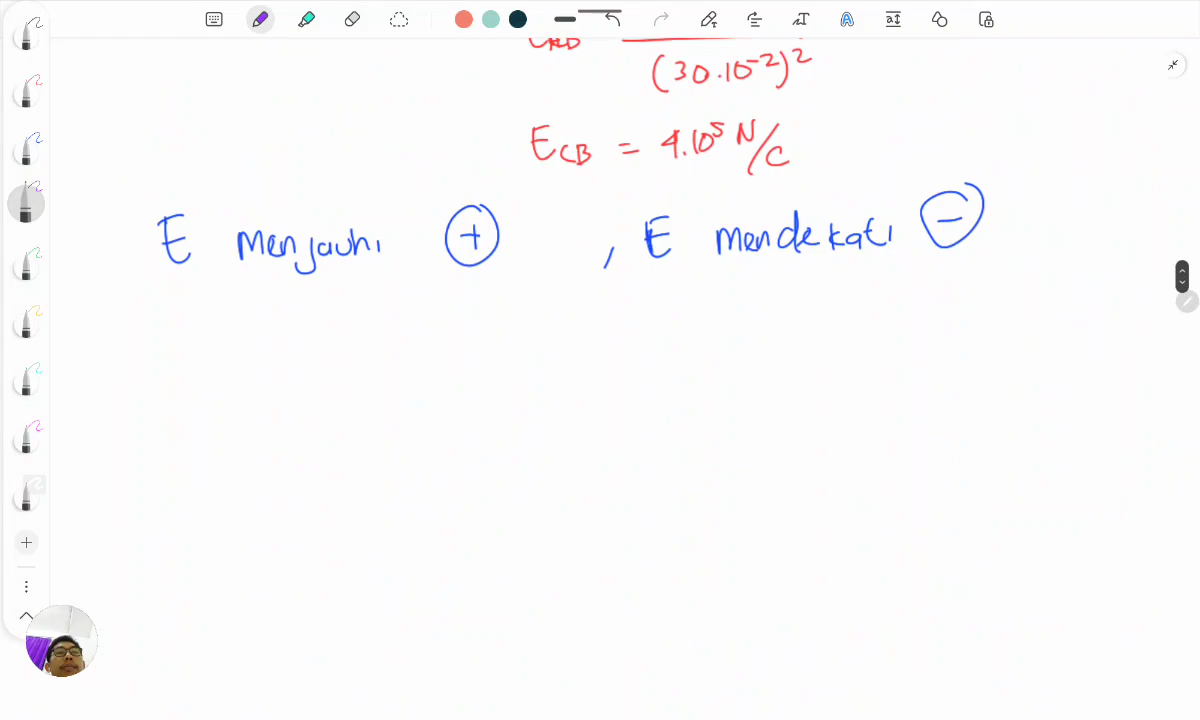 (30.10⁻²)²
E_CB = 4.10⁵ N/C
E menjauhi (+) , E mendekati (-)